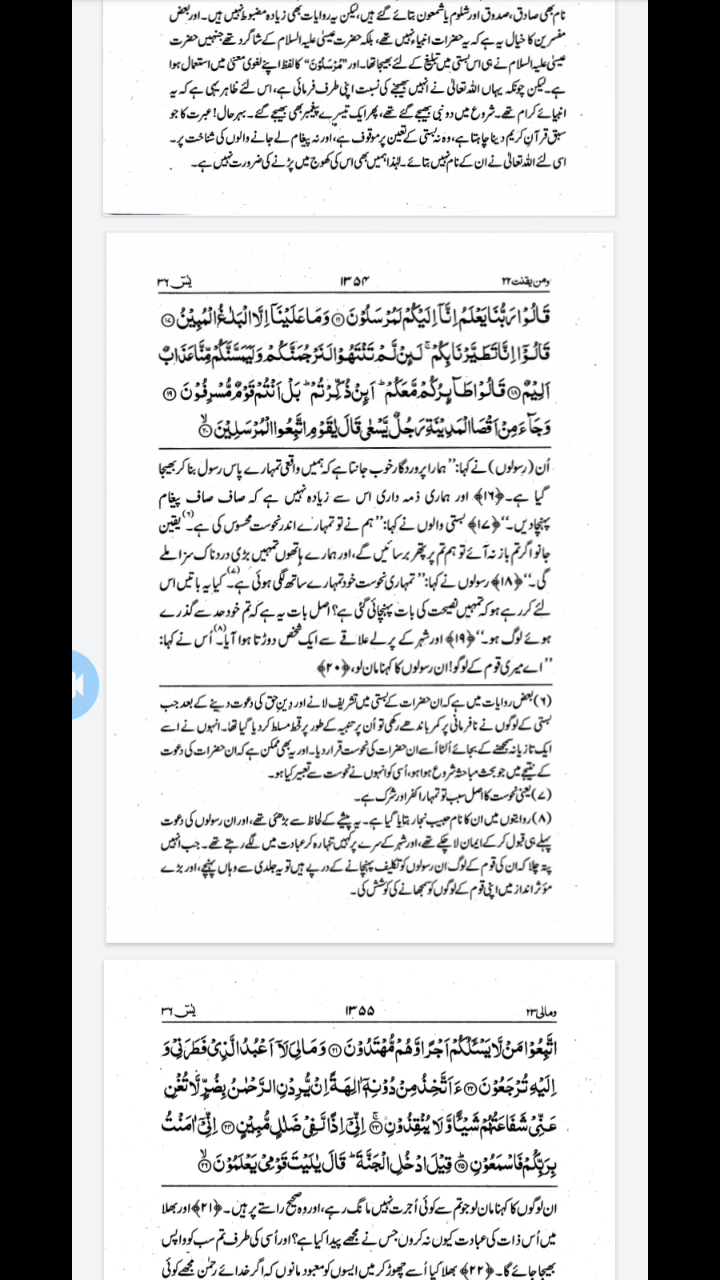 نام بھی صادق، صدوق اور شلوم یا شمعون بتائے گئے ہیں، لیکن یہ روایات بھی زیادہ مضبوط نہیں ہیں۔ اور بعض
مفسرین کا خیال یہ ہے کہ یہ حضرات انبیا نہیں تھے، بلکہ حضرت عیسیٰ علیہ السلام کے شاگرد تھے جنہیں حضرت
عیسیٰ علیہ السلام نے ہی اس بستی میں تبلیغ کے لئے بھیجا تھا۔ اور ”مُرْسَلُوْنَ“ کا لفظ اپنے لغوی معنیٰ میں استعمال ہوا
ہے۔ لیکن چونکہ یہاں اللہ تعالیٰ نے انہیں بھیجنے کی نسبت اپنی طرف فرمائی ہے، اس لئے ظاہر یہی ہے کہ یہ
انبیائے کرام تھے۔ شروع میں دو نبی بھیجے گئے تھے، پھر ایک تیسرے پیغمبر بھی بھیجے گئے۔ بہرحال! عبرت کا جو
سبق قرآنِ کریم دینا چاہتا ہے، وہ نہ بستی کے تعین پر موقوف ہے، اور نہ پیغام لے جانے والوں کی شناخت پر۔
اسی لئے اللہ تعالیٰ نے ان کے نام نہیں بتائے۔ لہٰذا ہمیں بھی اس کی کھوج میں پڑنے کی ضرورت نہیں ہے۔
ومن یقنت ۲۲ ۱۳۵۴ یٰسٓ ۳۶
قَالُوْا رَبُّنَا يَعْلَمُ اِنَّاۤ اِلَيْكُمْ لَمُرْسَلُوْنَ ۝۱۶ وَ مَا عَلَيْنَاۤ اِلَّا الْبَلٰغُ الْمُبِيْنُ ۝۱۷
قَالُوْۤا اِنَّا تَطَيَّرْنَا بِكُمْ ۚ لَىِٕنْ لَّمْ تَنْتَهُوْا لَنَرْجُمَنَّكُمْ وَ لَيَمَسَّنَّكُمْ مِّنَّا عَذَابٌ
اَلِيْمٌ ۝۱۸ قَالُوْا طَآىِٕرُكُمْ مَّعَكُمْ ؕ اَىِٕنْ ذُكِّرْتُمْ ؕ بَلْ اَنْتُمْ قَوْمٌ مُّسْرِفُوْنَ ۝۱۹
وَ جَآءَ مِنْ اَقْصَا الْمَدِيْنَةِ رَجُلٌ يَّسْعٰى قَالَ يٰقَوْمِ اتَّبِعُوا الْمُرْسَلِيْنَ ۝۲۰ۙ
اُن (رسولوں) نے کہا: ”ہمارا پروردگار خوب جانتا ہے کہ ہمیں واقعی تمہارے پاس رسول بنا کر بھیجا
گیا ہے۔ ﴿۱۶﴾ اور ہماری ذمہ داری اس سے زیادہ نہیں ہے کہ صاف صاف پیغام
پہنچادیں۔“ ﴿۱۷﴾ بستی والوں نے کہا: ”ہم نے تو تمہارے اندر نحوست محسوس کی ہے۔(۶) یقین
جانو اگر تم باز نہ آئے تو ہم تم پر پتھر برسائیں گے، اور ہمارے ہاتھوں تمہیں بڑی دردناک سزا ملے
گی۔“ ﴿۱۸﴾ رسولوں نے کہا: ”تمہاری نحوست خود تمہارے ساتھ لگی ہوئی ہے۔(۷) کیا یہ باتیں اس
لئے کر رہے ہو کہ تمہیں نصیحت کی بات پہنچائی گئی ہے؟ اصل بات یہ ہے کہ تم خود حد سے گذرے
ہوئے لوگ ہو۔“ ﴿۱۹﴾ اور شہر کے پرلے علاقے سے ایک شخص دوڑتا ہوا آیا۔(۸) اُس نے کہا:
”اے میری قوم کے لوگو! ان رسولوں کا کہنا مان لو، ﴿۲۰﴾
(۶) بعض روایات میں ہے کہ ان حضرات کے بستی میں تشریف لانے اور دِینِ حق کی دعوت دینے کے بعد جب
بستی کے لوگوں نے نافرمانی پر کمر باندھے رکھی تو اُن پر تنبیہ کے طور پر قحط مسلط کر دیا گیا تھا۔ انہوں نے اسے
ایک تازیانہ سمجھنے کے بجائے اُلٹا اُسے ان حضرات کی نحوست قرار دیا۔ اور یہ بھی ممکن ہے کہ ان حضرات کی دعوت
کے نتیجے میں جو بحث مباحثہ شروع ہوا ہو، اُسی کو انہوں نے نحوست سے تعبیر کیا ہو۔
(۷) یعنی نحوست کا اصل سبب تو تمہارا کفر اور شرک ہے۔
(۸) روایتوں میں ان کا نام حبیب نجار بتایا گیا ہے۔ یہ پیشے کے لحاظ سے بڑھئی تھے، اور ان رسولوں کی دعوت
پہلے ہی قبول کر کے ایمان لا چکے تھے، اور شہر کے سرے پر کہیں تنہا رہ کر عبادت میں لگے رہتے تھے۔ جب انہیں
پتہ چلا کہ ان کی قوم کے لوگ ان رسولوں کو تکلیف پہنچانے کے درپے ہیں تو یہ جلدی سے وہاں پہنچے، اور بڑے
مؤثر انداز میں اپنی قوم کے لوگوں کو سمجھانے کی کوشش کی۔
ومالی ۲۳ ۱۳۵۵ یٰسٓ ۳۶
اتَّبِعُوْا مَنْ لَّا يَسْـَٔلُكُمْ اَجْرًا وَّ هُمْ مُّهْتَدُوْنَ ۝۲۱ وَ مَا لِيَ لَاۤ اَعْبُدُ الَّذِيْ فَطَرَنِيْ وَ
اِلَيْهِ تُرْجَعُوْنَ ۝۲۲ ءَاَتَّخِذُ مِنْ دُوْنِهٖۤ اٰلِهَةً اِنْ يُّرِدْنِ الرَّحْمٰنُ بِضُرٍّ لَّا تُغْنِ
عَنِّيْ شَفَاعَتُهُمْ شَيْـًٔا وَّ لَا يُنْقِذُوْنِ ۝۲۳ اِنِّيْۤ اِذًا لَّفِيْ ضَلٰلٍ مُّبِيْنٍ ۝۲۴ اِنِّيْۤ اٰمَنْتُ
بِرَبِّكُمْ فَاسْمَعُوْنِ ۝۲۵ قِيْلَ ادْخُلِ الْجَنَّةَ ؕ قَالَ يٰلَيْتَ قَوْمِيْ يَعْلَمُوْنَ ۝۲۶ۙ
ان لوگوں کا کہنا مان لو جو تم سے کوئی اُجرت نہیں مانگ رہے، اور وہ صحیح راستے پر ہیں۔ ﴿۲۱﴾ اور بھلا
میں اُس ذات کی عبادت کیوں نہ کروں جس نے مجھے پیدا کیا ہے؟ اور اُسی کی طرف تم سب کو واپس
بھیجا جائے گا۔ ﴿۲۲﴾ بھلا کیا اُسے چھوڑ کر میں ایسوں کو معبود مانوں کہ اگر خدائے رحمٰن مجھے کوئی